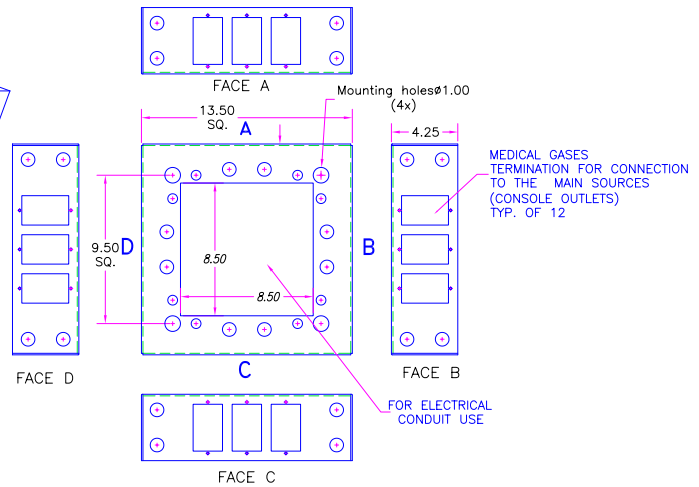 FACE A
Mounting holesø1.00
(4x)
13.50
SQ.
A
4.25
MEDICAL GASES
TERMINATION FOR CONNECTION
TO THE MAIN SOURCES
(CONSOLE OUTLETS)
TYP. OF 12
9.50
SQ.
D
8.50
B
8.50
C
FACE D
FACE B
FOR ELECTRICAL
CONDUIT USE
FACE C